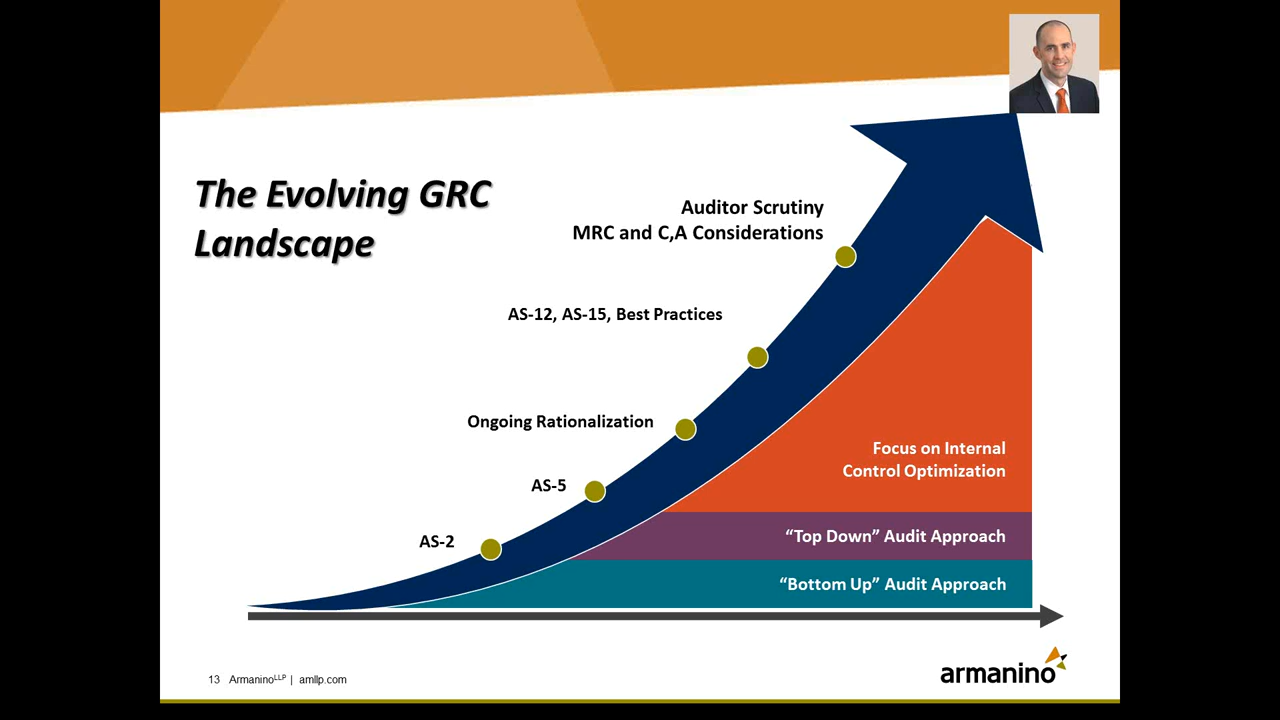 The Evolving GRC
Landscape
Auditor Scrutiny
MRC and C,A Considerations
AS-12, AS-15, Best Practices
Ongoing Rationalization
AS-5
AS-2
Focus on Internal
Control Optimization
“Top Down” Audit Approach
“Bottom Up” Audit Approach
13 ArmaninoLLP | amllp.com
armanino